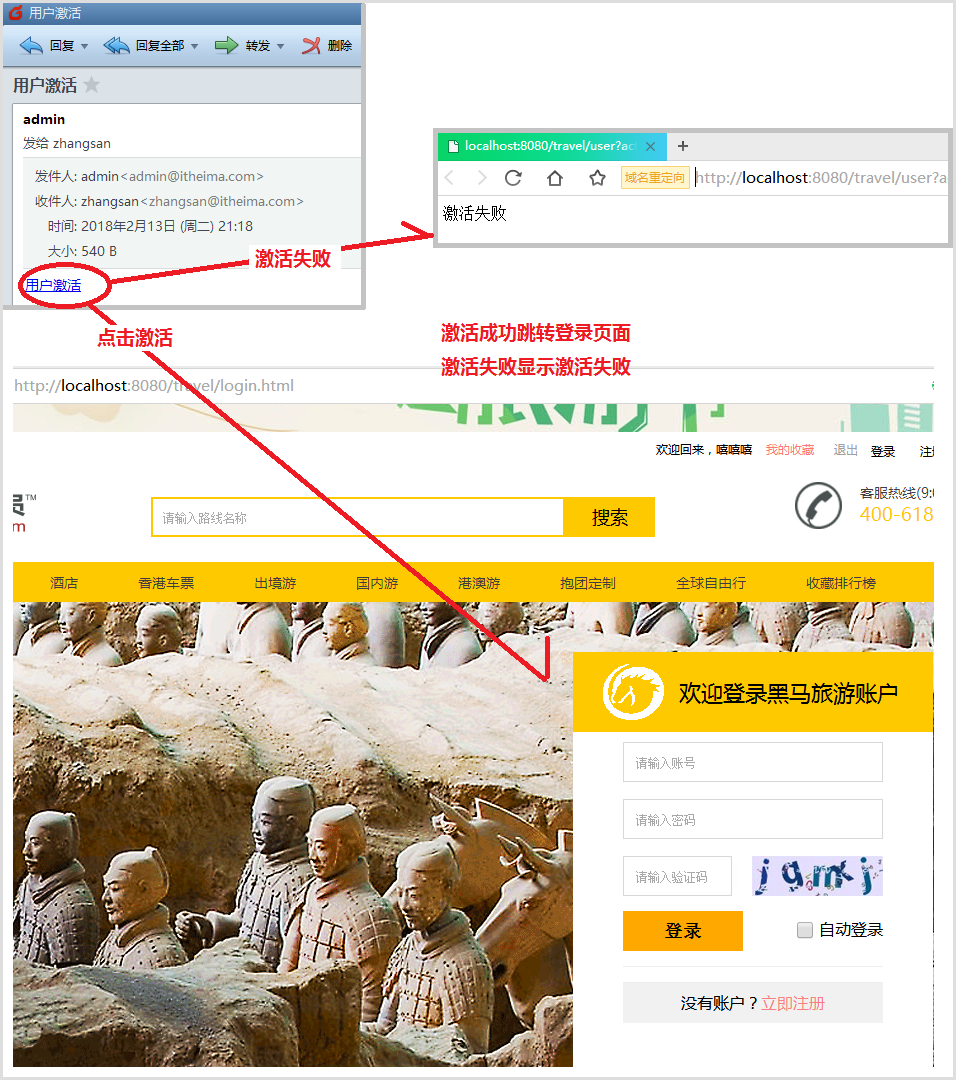 用户激活
回复 回复全部 转发 删除
用户激活
admin
发给 zhangsan
发件人: admin<admin@itheima.com>
收件人: zhangsan<zhangsan@itheima.com>
时间: 2018年2月13日 (周二) 21:18
大小: 540 B
用户激活
激活失败
点击激活
localhost:8080/travel/user?ac
域名重定向 http://localhost:8080/travel/user?a
激活失败
激活成功跳转登录页面
激活失败显示激活失败
http://localhost:8080/travel/login.html
欢迎回来，嘻嘻嘻 我的收藏 退出 登录
TM
m
请输入路线名称 搜索
客服热线(9:
400-618
酒店 香港车票 出境游 国内游 港澳游 抱团定制 全球自由行 收藏排行榜
欢迎登录黑马旅游账户
请输入账号
请输入密码
请输入验证码 jqmkj
登录 自动登录
没有账户？立即注册